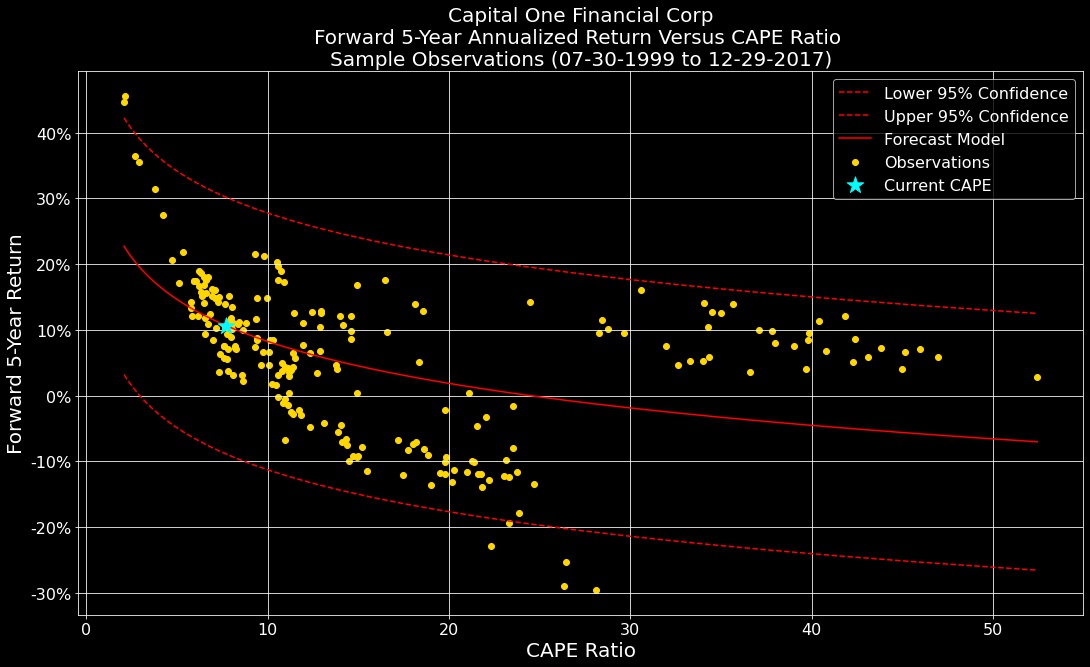 Capital One Financial Corp
Forward 5-Year Annualized Return Versus CAPE Ratio
Sample Observations (07-30-1999 to 12-29-2017)
Lower 95% Confidence
Upper 95% Confidence
Forecast Model
Observations
Current CAPE
Forward 5-Year Return
40%
30%
20%
10%
0%
-10%
-20%
-30%
0 10 20 30 40 50
CAPE Ratio